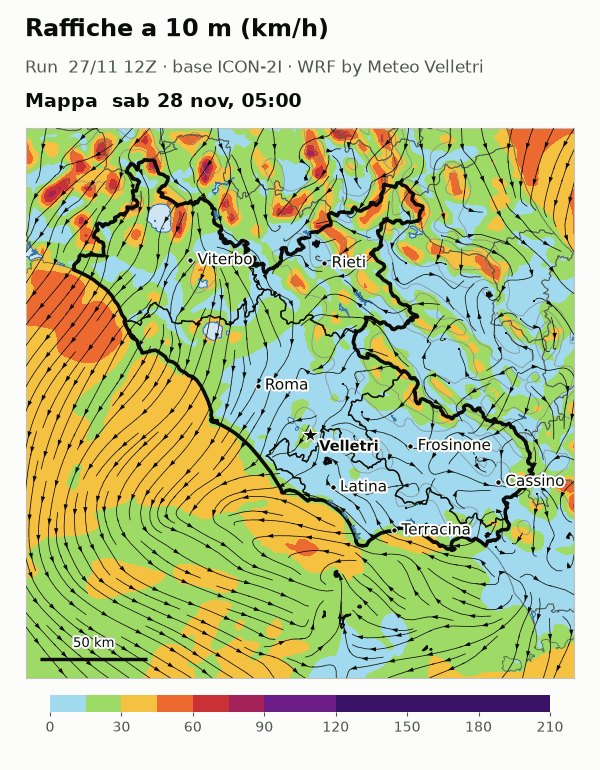 Raffiche a 10 m (km/h)
Run 27/11 12Z · base ICON-2I · WRF by Meteo Velletri
Mappa sab 28 nov, 05:00
Viterbo
Rieti
Roma
Velletri
Frosinone
Cassino
Latina
Terracina
50 km
0 30 60 90 120 150 180 210